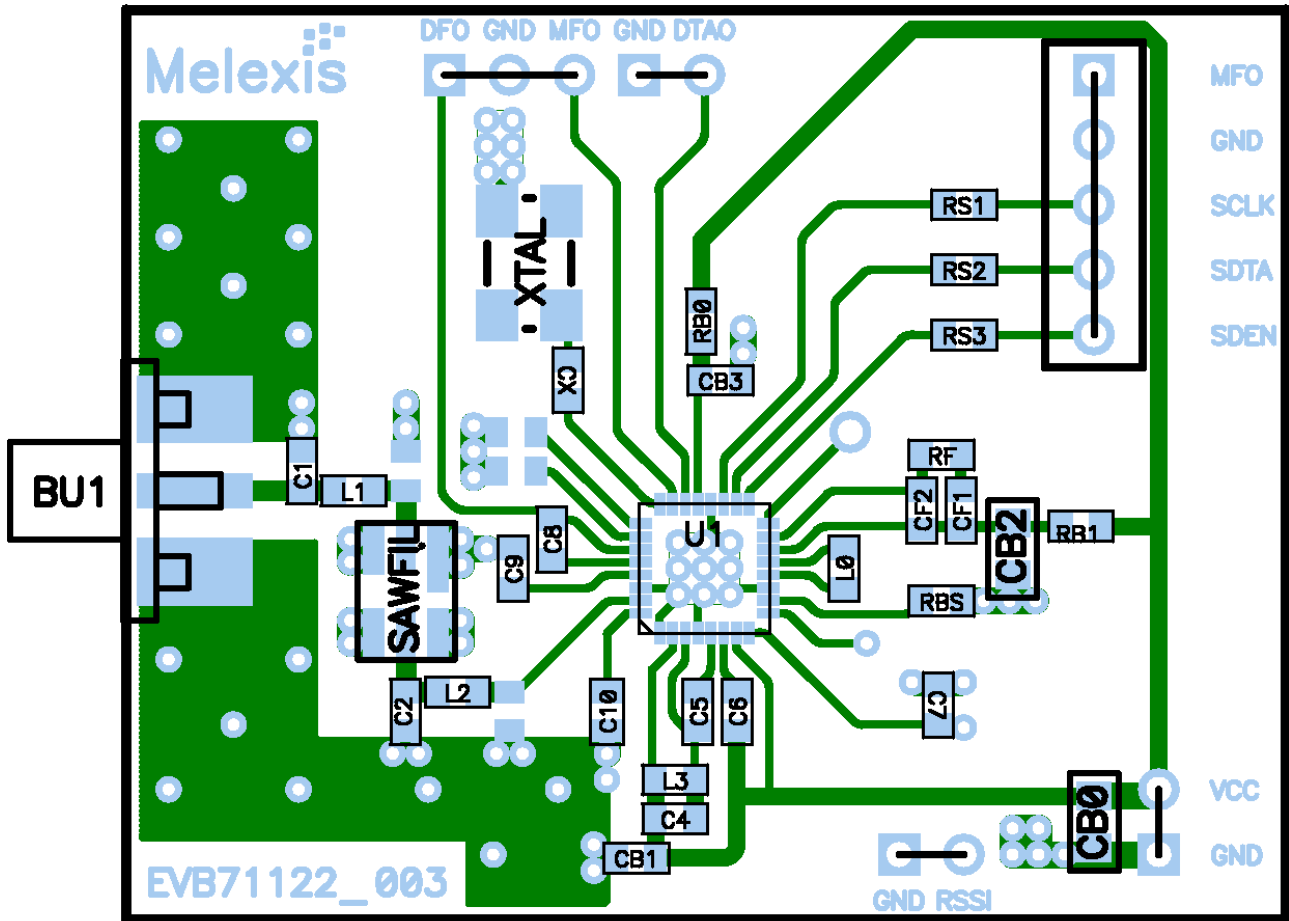 DFO GND MFO GND DTAO
Melexis
MFO
GND
SCLK
SDTA
SDEN
RS1
RS2
RS3
XTAL
RB0
CB3
CX
BU1
C1
L1
RF
CF2
CF1
CB2
RB1
U1
C8
C9
L0
RBS
SAWFIL
C2
L2
C10
C5
C6
C7
L3
C4
CB1
CB0
VCC
GND
EVB71122_003
GND RSSI